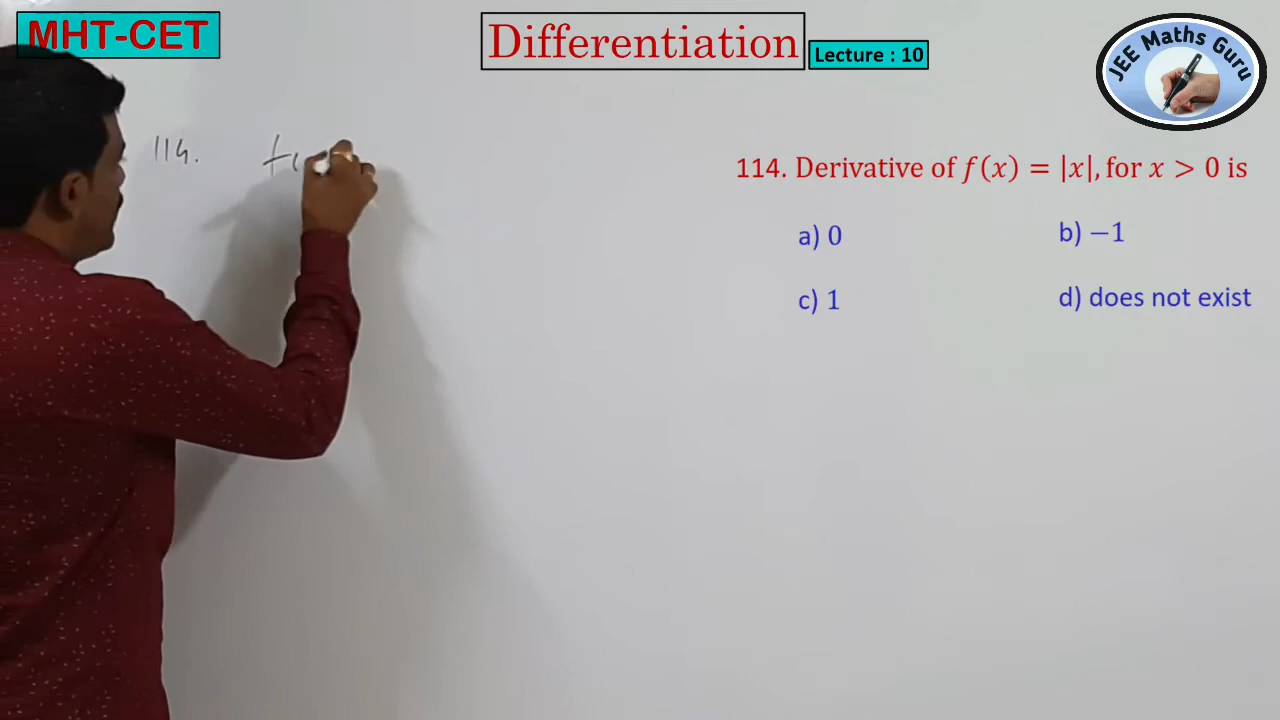 MHT-CET
Differentiation
Lecture : 10
JEE Maths Guru
114.
114. Derivative of f(x) = |x|, for x > 0 is
a) 0
b) −1
c) 1
d) does not exist